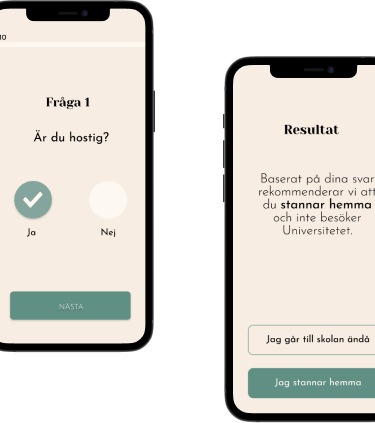 10
Fråga 1
Är du hostig?
Ja
Nej
NÄSTA
Resultat
Baserat på dina svar
rekommenderar vi att
du stannar hemma
och inte besöker
Universitetet.
Jag går till skolan ändå
Jag stannar hemma